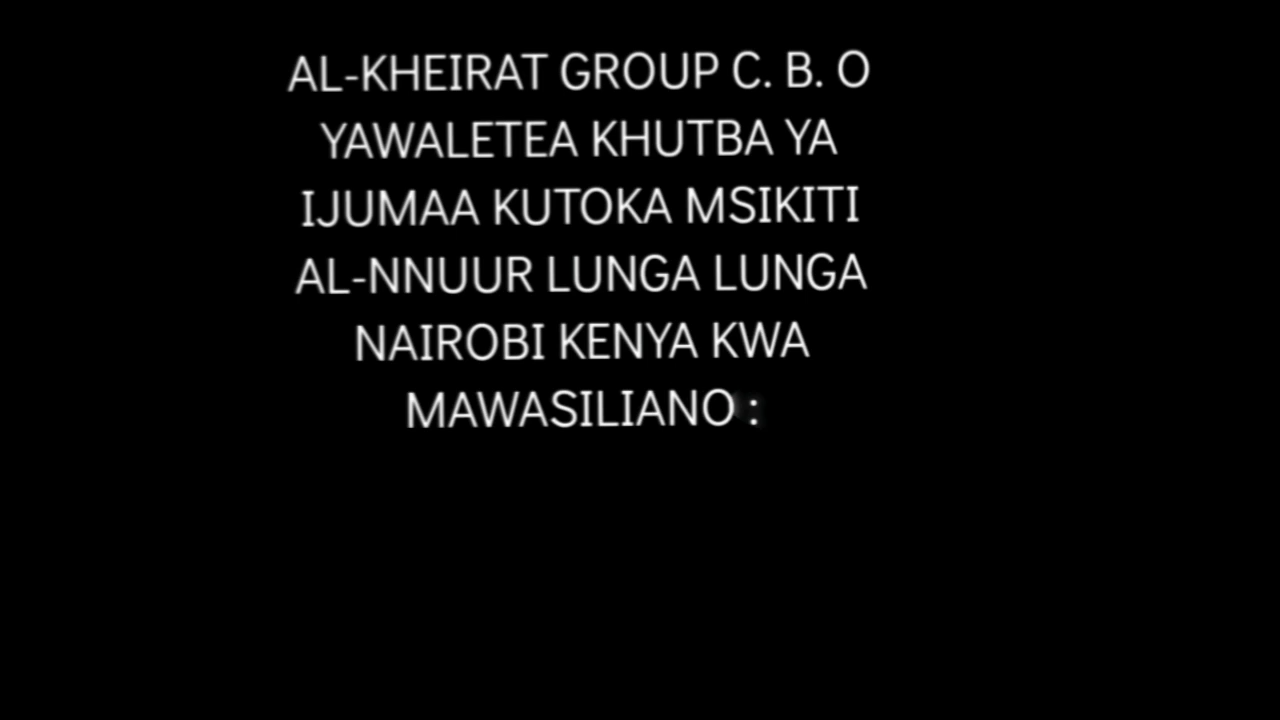 AL-KHEIRAT GROUP C. B. O
YAWALETEA KHUTBA YA
IJUMAA KUTOKA MSIKITI
AL-NNUUR LUNGA LUNGA
NAIROBI KENYA KWA
MAWASILIANO :